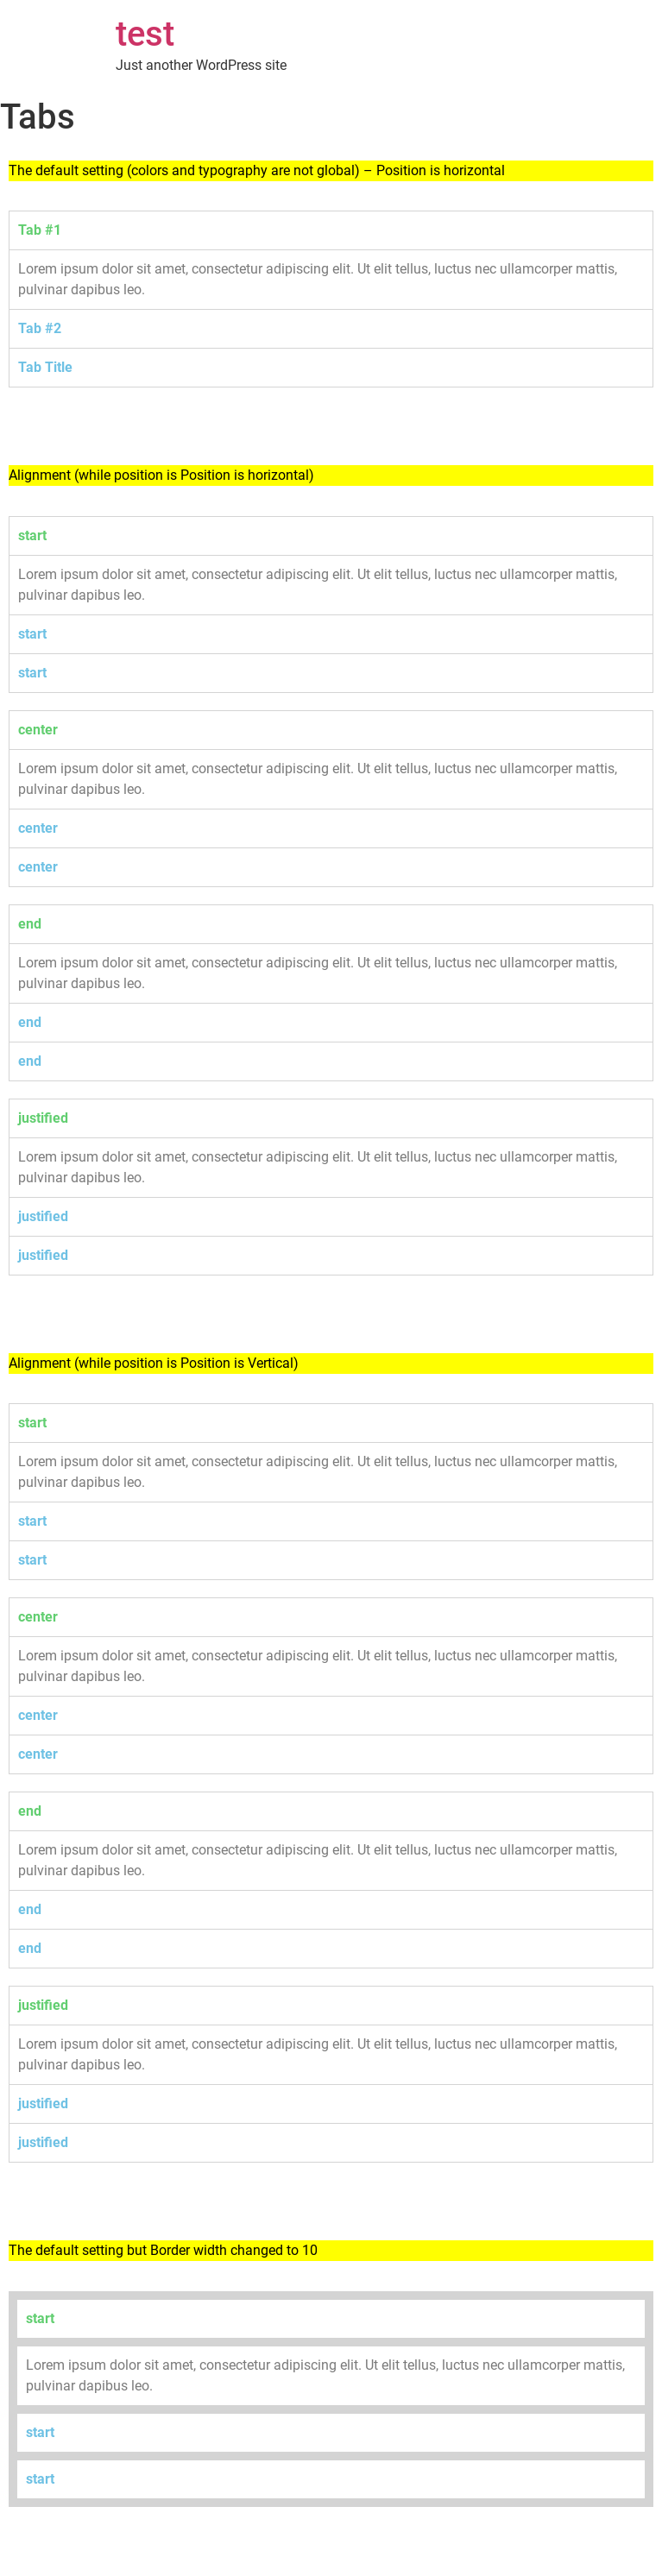 test
Just another WordPress site
Tabs
The default setting (colors and typography are not global) – Position is horizontal
Tab #1
Lorem ipsum dolor sit amet, consectetur adipiscing elit. Ut elit tellus, luctus nec ullamcorper mattis,
pulvinar dapibus leo.
Tab #2
Tab Title
Alignment (while position is Position is horizontal)
start
Lorem ipsum dolor sit amet, consectetur adipiscing elit. Ut elit tellus, luctus nec ullamcorper mattis,
pulvinar dapibus leo.
start
start
center
Lorem ipsum dolor sit amet, consectetur adipiscing elit. Ut elit tellus, luctus nec ullamcorper mattis,
pulvinar dapibus leo.
center
center
end
Lorem ipsum dolor sit amet, consectetur adipiscing elit. Ut elit tellus, luctus nec ullamcorper mattis,
pulvinar dapibus leo.
end
end
justified
Lorem ipsum dolor sit amet, consectetur adipiscing elit. Ut elit tellus, luctus nec ullamcorper mattis,
pulvinar dapibus leo.
justified
justified
Alignment (while position is Position is Vertical)
start
Lorem ipsum dolor sit amet, consectetur adipiscing elit. Ut elit tellus, luctus nec ullamcorper mattis,
pulvinar dapibus leo.
start
start
center
Lorem ipsum dolor sit amet, consectetur adipiscing elit. Ut elit tellus, luctus nec ullamcorper mattis,
pulvinar dapibus leo.
center
center
end
Lorem ipsum dolor sit amet, consectetur adipiscing elit. Ut elit tellus, luctus nec ullamcorper mattis,
pulvinar dapibus leo.
end
end
justified
Lorem ipsum dolor sit amet, consectetur adipiscing elit. Ut elit tellus, luctus nec ullamcorper mattis,
pulvinar dapibus leo.
justified
justified
The default setting but Border width changed to 10
start
Lorem ipsum dolor sit amet, consectetur adipiscing elit. Ut elit tellus, luctus nec ullamcorper mattis,
pulvinar dapibus leo.
start
start